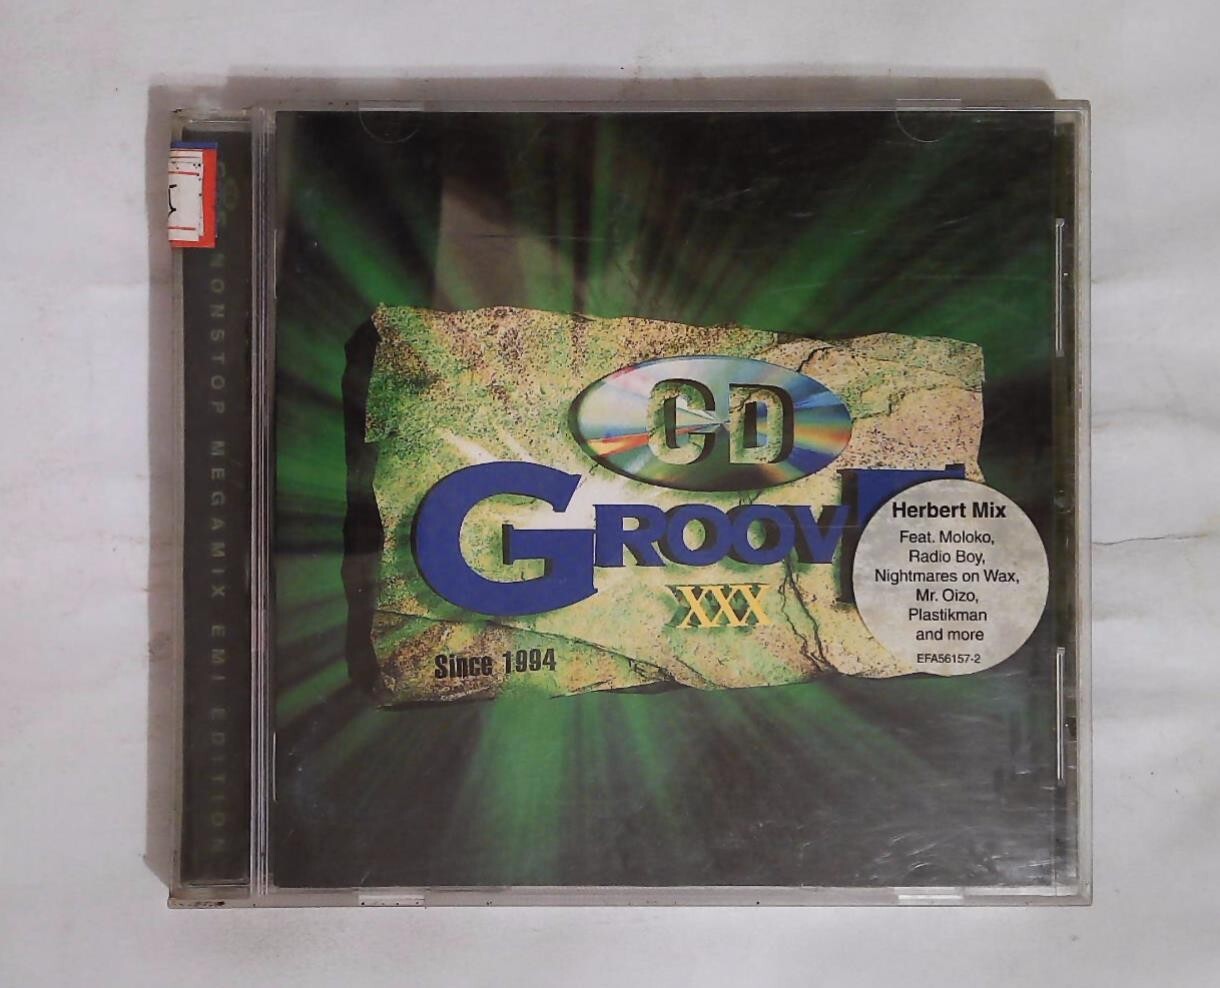 CD
GROOV
XXX
Since 1994
Herbert Mix
Feat. Moloko,
Radio Boy,
Nightmares on Wax,
Mr. Oizo,
Plastikman
and more
EFA56157-2
NONSTOP MEGAMIX EMI EDITION